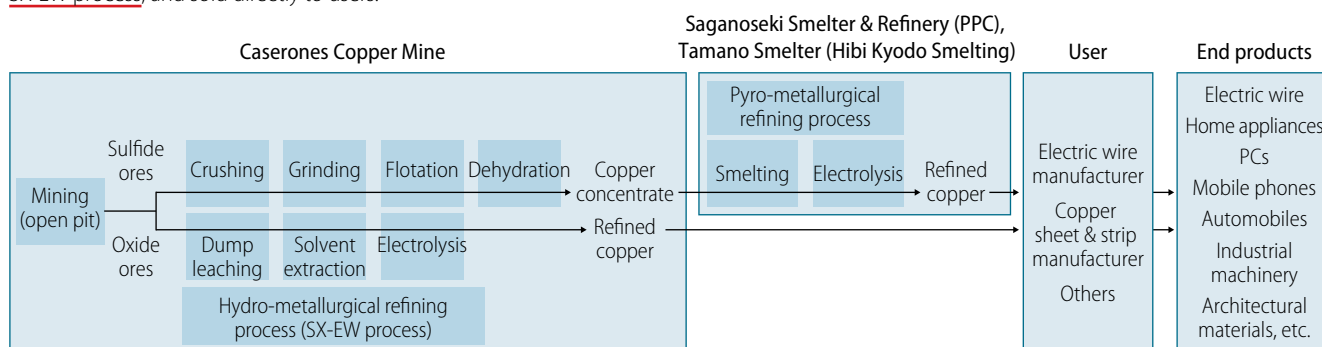 SX-EW process, and sold directly to users.
Caserones Copper Mine
Saganoseki Smelter & Refinery (PPC),
Tamano Smelter (Hibi Kyodo Smelting)
User
End products
Mining
(open pit)
Sulfide
ores
Oxide
ores
Crushing
Grinding
Flotation
Dehydration
Copper
concentrate
Dump
leaching
Solvent
extraction
Electrolysis
Refined
copper
Hydro-metallurgical refining
process (SX-EW process)
Pyro-metallurgical
refining process
Smelting
Electrolysis
Refined
copper
Electric wire
manufacturer
Copper
sheet & strip
manufacturer
Others
Electric wire
Home appliances
PCs
Mobile phones
Automobiles
Industrial
machinery
Architectural
materials, etc.